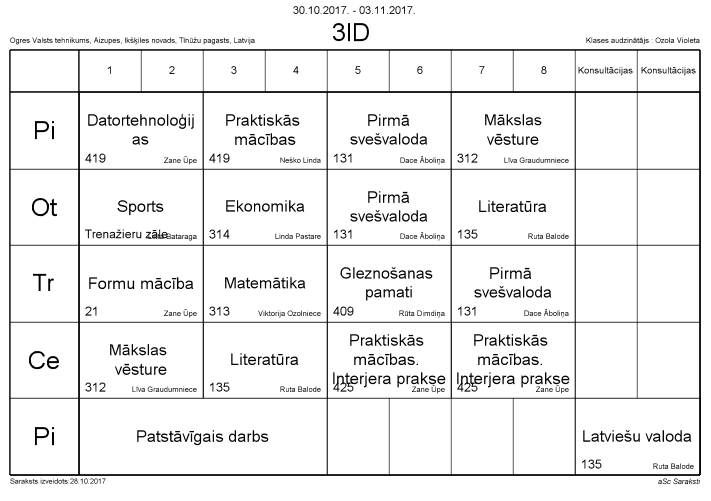 30.10.2017. - 03.11.2017.
Ogres Valsts tehnikums, Aizupes, Ikšķiles novads, Tīnūžu pagasts, Latvija
3ID
Klases audzinātājs : Ozola Violeta
1 2 3 4 5 6 7 8 Konsultācijas Konsultācijas
Pi
Datortehnoloģij
as
419 Zane Ūpe
Praktiskās
mācības
419 Neško Linda
Pirmā
svešvaloda
131 Dace Āboliņa
Mākslas
vēsture
312 Līva Graudumniece
Ot
Sports
Trenažieru zāle Bataraga
Ekonomika
314 Linda Pastare
Pirmā
svešvaloda
131 Dace Āboliņa
Literatūra
135 Ruta Balode
Tr
Formu mācība
21 Zane Ūpe
Matemātika
313 Viktorija Ozolniece
Gleznošanas
pamati
409 Rūta Dimdiņa
Pirmā
svešvaloda
131 Dace Āboliņa
Ce
Mākslas
vēsture
312 Līva Graudumniece
Literatūra
135 Ruta Balode
Praktiskās
mācības.
Interjera prakse
425 Zane Ūpe
Praktiskās
mācības.
Interjera prakse
425 Zane Ūpe
Pi
Patstāvīgais darbs
Latviešu valoda
135 Ruta Balode
Saraksts izveidots:28.10.2017
aSc Saraksti